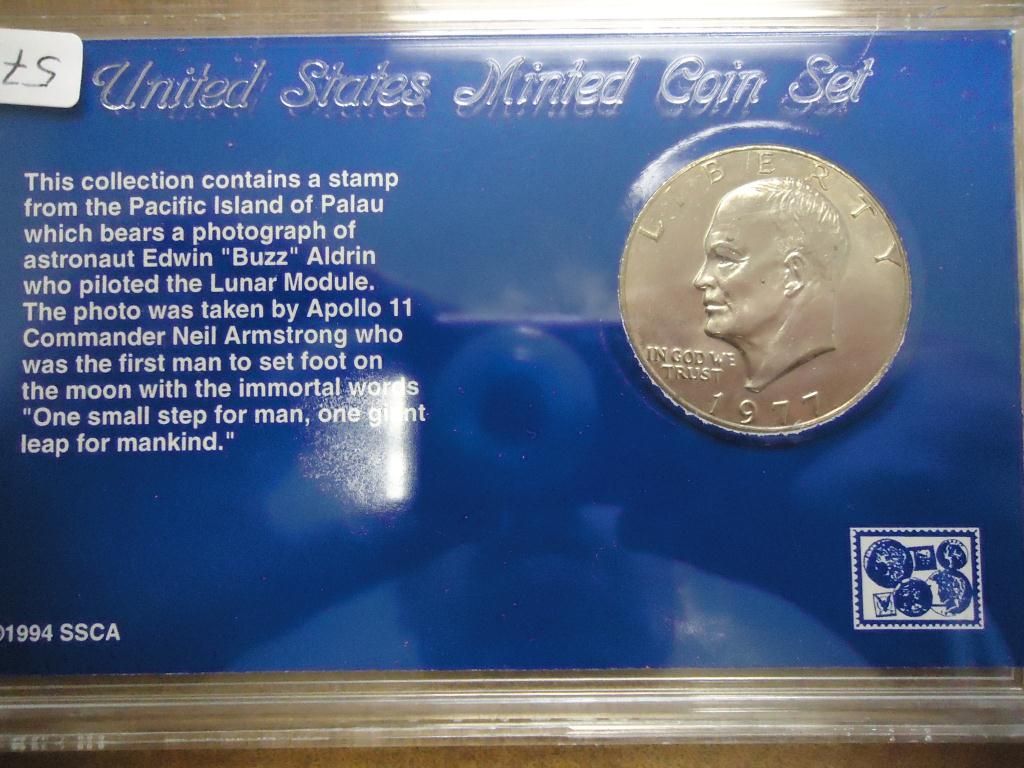 57
United States Minted Coin Set
This collection contains a stamp
from the Pacific Island of Palau
which bears a photograph of
astronaut Edwin "Buzz" Aldrin
who piloted the Lunar Module.
The photo was taken by Apollo 11
Commander Neil Armstrong who
was the first man to set foot on
the moon with the immortal words
"One small step for man, one giant
leap for mankind."
LIBERTY
IN GOD WE
TRUST
1977
©1994 SSCA